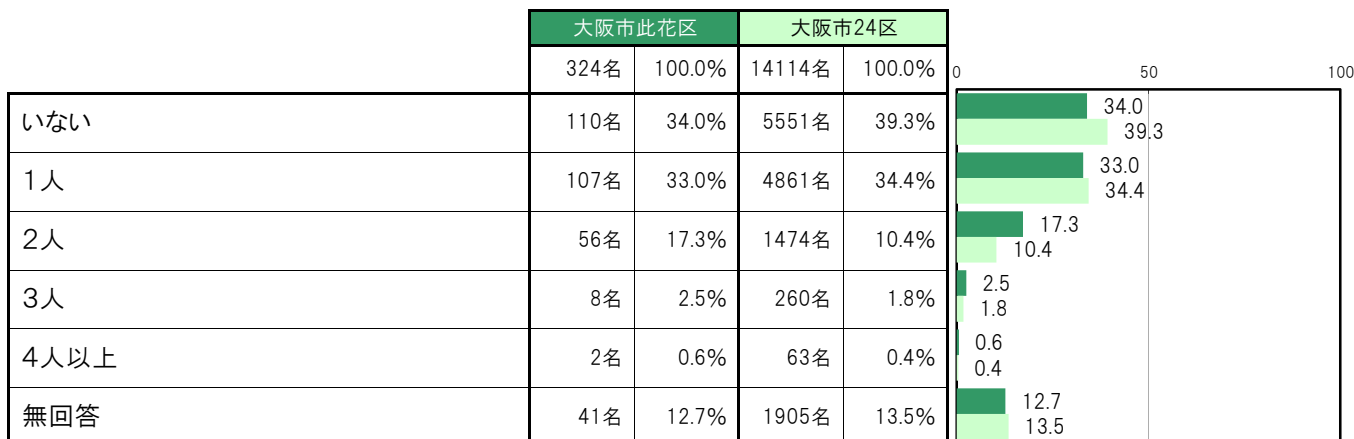 大阪市此花区 大阪市24区
324名 100.0% 14114名 100.0% 0 50 100
いない 110名 34.0% 5551名 39.3% 34.0
39.3
1人 107名 33.0% 4861名 34.4% 33.0
34.4
2人 56名 17.3% 1474名 10.4% 17.3
10.4
3人 8名 2.5% 260名 1.8% 2.5
1.8
4人以上 2名 0.6% 63名 0.4% 0.6
0.4
無回答 41名 12.7% 1905名 13.5% 12.7
13.5